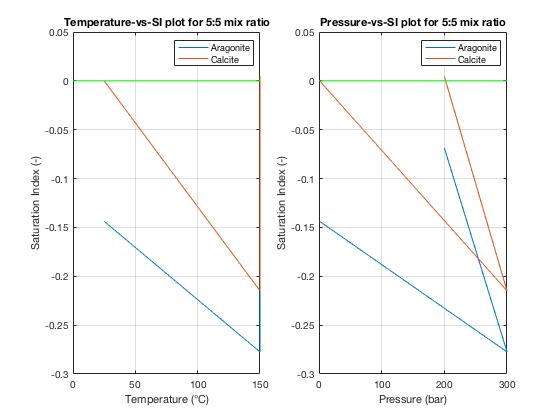 Temperature-vs-SI plot for 5:5 mix ratio
0.05
0
-0.05
-0.1
-0.15
-0.2
-0.25
-0.3
Saturation Index (-)
Aragonite
Calcite
0
50
100
150
Temperature (°C)
Pressure-vs-SI plot for 5:5 mix ratio
0.05
0
-0.05
-0.1
-0.15
-0.2
-0.25
-0.3
Saturation Index (-)
Aragonite
Calcite
0
100
200
300
Pressure (bar)